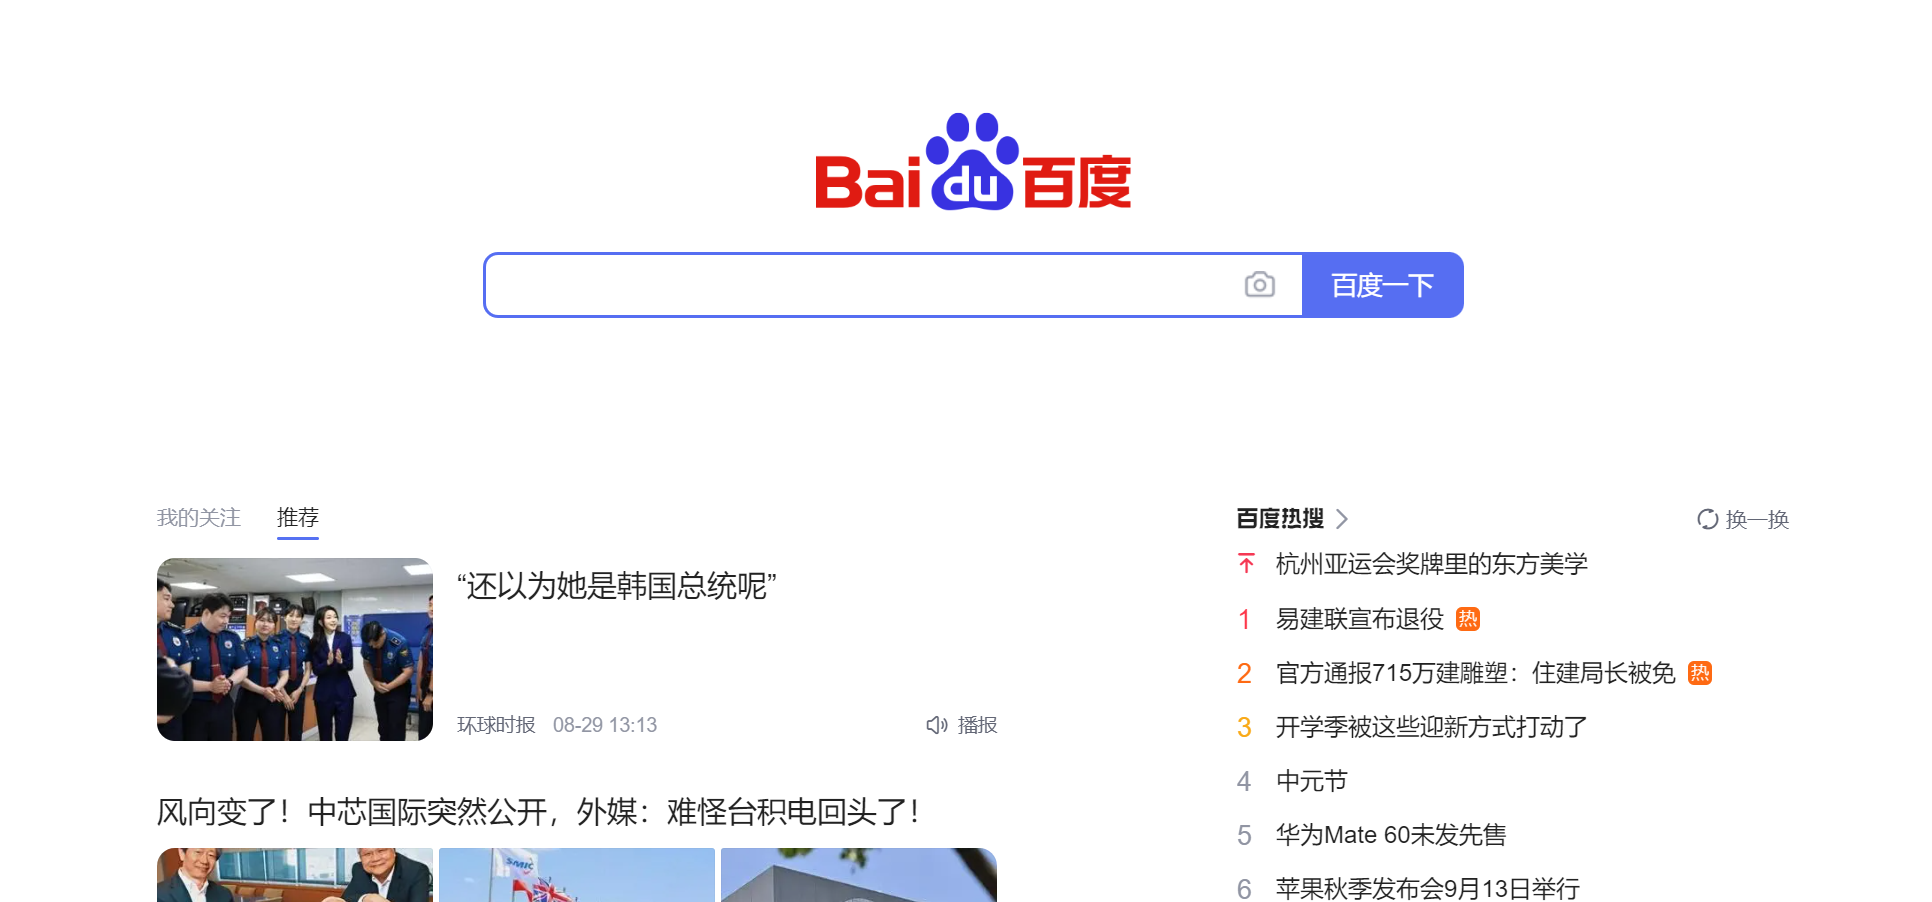 Bai du 百度
百度一下
我的关注 推荐
“还以为她是韩国总统呢”
环球时报 08-29 13:13 播报
风向变了！中芯国际突然公开，外媒：难怪台积电回头了！
SMIC
百度热搜 换一换
杭州亚运会奖牌里的东方美学
1 易建联宣布退役 热
2 官方通报715万建雕塑：住建局长被免 热
3 开学季被这些迎新方式打动了
4 中元节
5 华为Mate 60未发先售
6 苹果秋季发布会9月13日举行